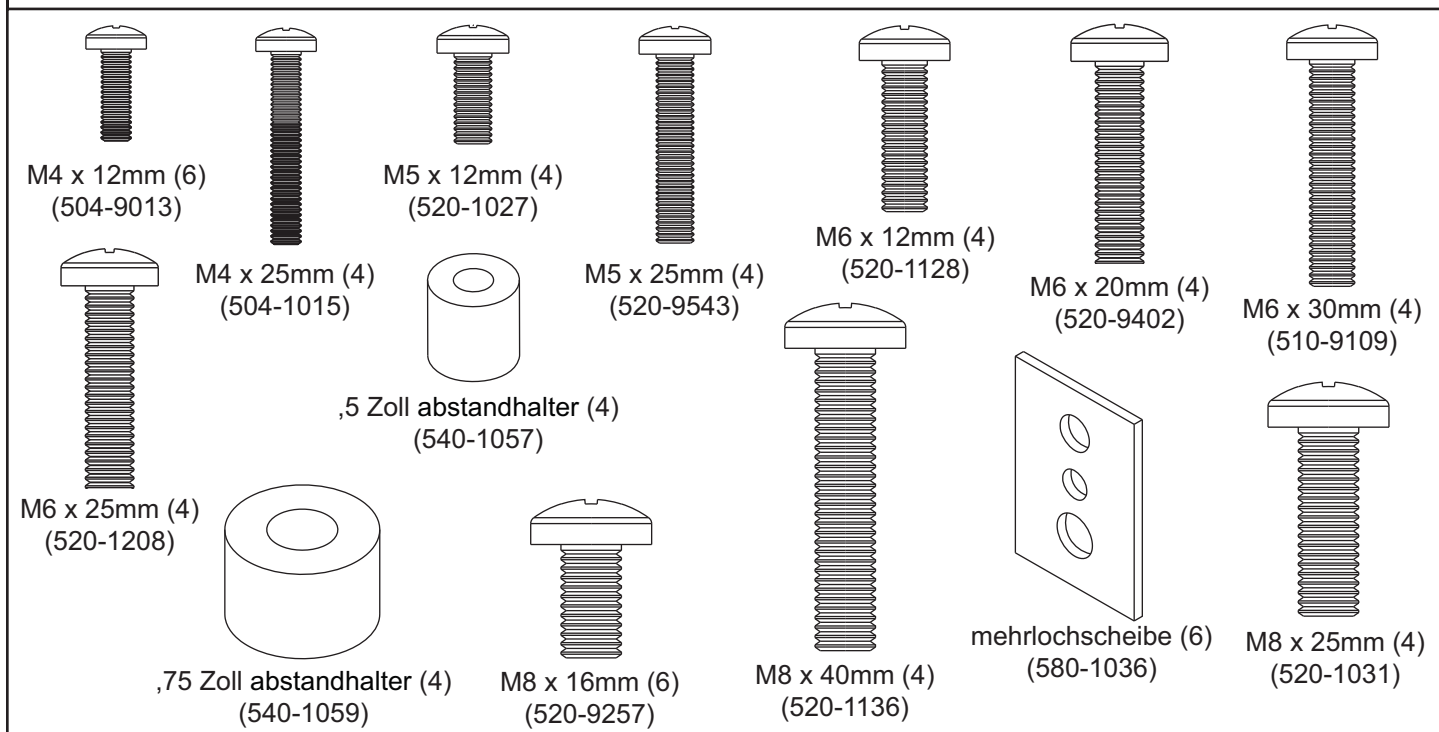 M4 x 12mm (6)
(504-9013)
M4 x 25mm (4)
(504-1015)
M5 x 12mm (4)
(520-1027)
M5 x 25mm (4)
(520-9543)
M6 x 12mm (4)
(520-1128)
M6 x 20mm (4)
(520-9402)
M6 x 30mm (4)
(510-9109)
M6 x 25mm (4)
(520-1208)
,5 Zoll abstandhalter (4)
(540-1057)
,75 Zoll abstandhalter (4)
(540-1059)
M8 x 16mm (6)
(520-9257)
M8 x 40mm (4)
(520-1136)
mehrlochscheibe (6)
(580-1036)
M8 x 25mm (4)
(520-1031)